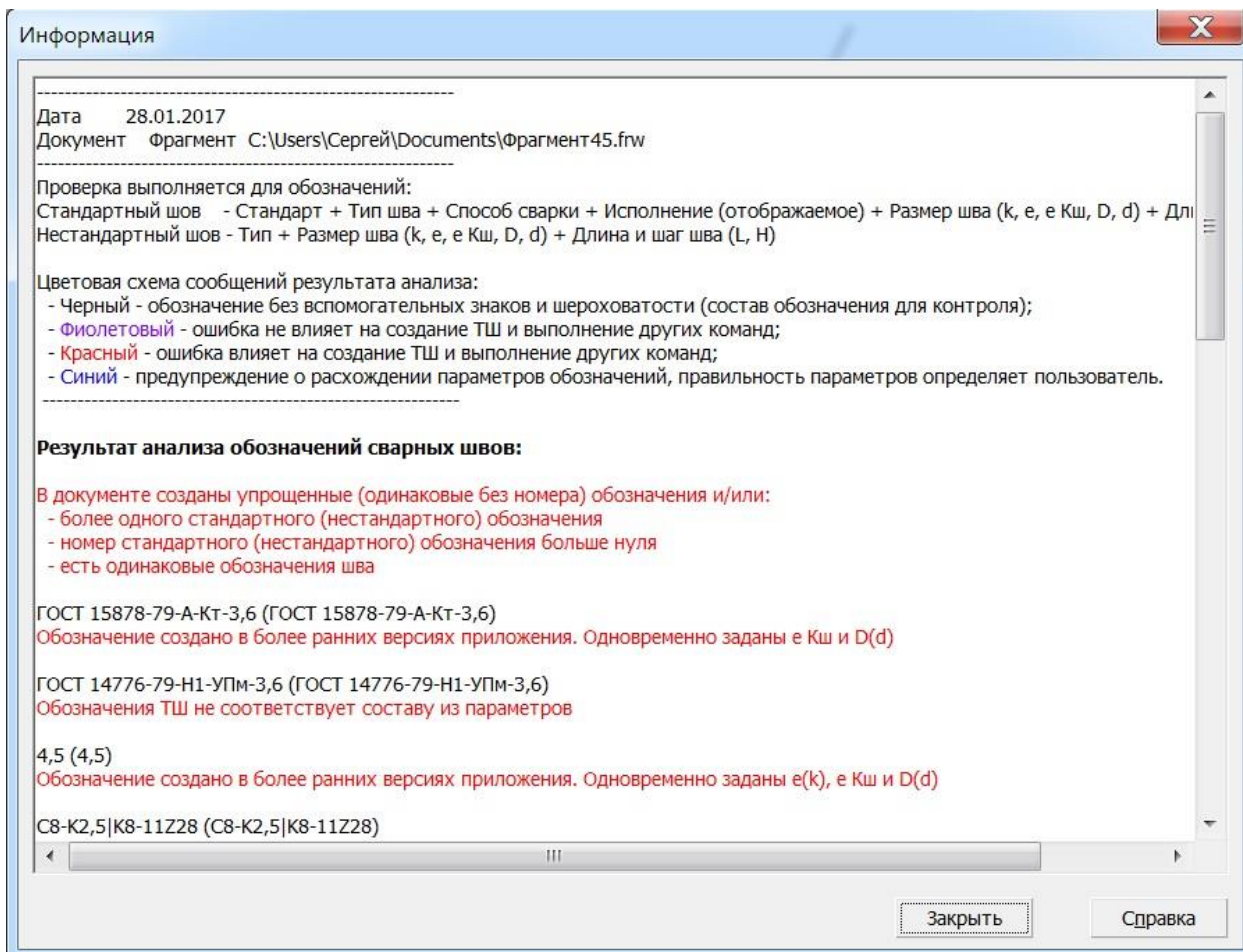 Информация
------------------------------------------------------------
Дата 28.01.2017
Документ Фрагмент C:\Users\Сергей\Documents\Фрагмент45.frw
------------------------------------------------------------
Проверка выполняется для обозначений:
Стандартный шов - Стандарт + Тип шва + Способ сварки + Исполнение (отображаемое) + Размер шва (k, e, e Кш, D, d) +
Нестандартный шов - Тип + Размер шва (k, e, e Кш, D, d) + Длина и шаг шва (L, H)
Цветовая схема сообщений результата анализа:
- Черный - обозначение без вспомогательных знаков и шероховатости (состав обозначения для контроля);
- Фиолетовый - ошибка не влияет на создание ТШ и выполнение других команд;
- Красный - ошибка влияет на создание ТШ и выполнение других команд;
- Синий - предупреждение о расхождении параметров обозначений, правильность параметров определяет пользователь.
------------------------------------------------------------
Результат анализа обозначений сварных швов:
В документе созданы упрощенные (одинаковые без номера) обозначения и/или:
- более одного стандартного (нестандартного) обозначения
- номер стандартного (нестандартного) обозначения больше нуля
- есть одинаковые обозначения шва
ГОСТ 15878-79-А-Кт-3,6 (ГОСТ 15878-79-А-Кт-3,6)
Обозначение создано в более ранних версиях приложения. Одновременно заданы e Кш и D(d)
ГОСТ 14776-79-Н1-УПм-3,6 (ГОСТ 14776-79-Н1-УПм-3,6)
Обозначения ТШ не соответствует составу из параметров
4,5 (4,5)
Обозначение создано в более ранних версиях приложения. Одновременно заданы e(k), e Кш и D(d)
С8-К2,5|К8-11Z28 (С8-К2,5|К8-11Z28)
Закрыть
Справка